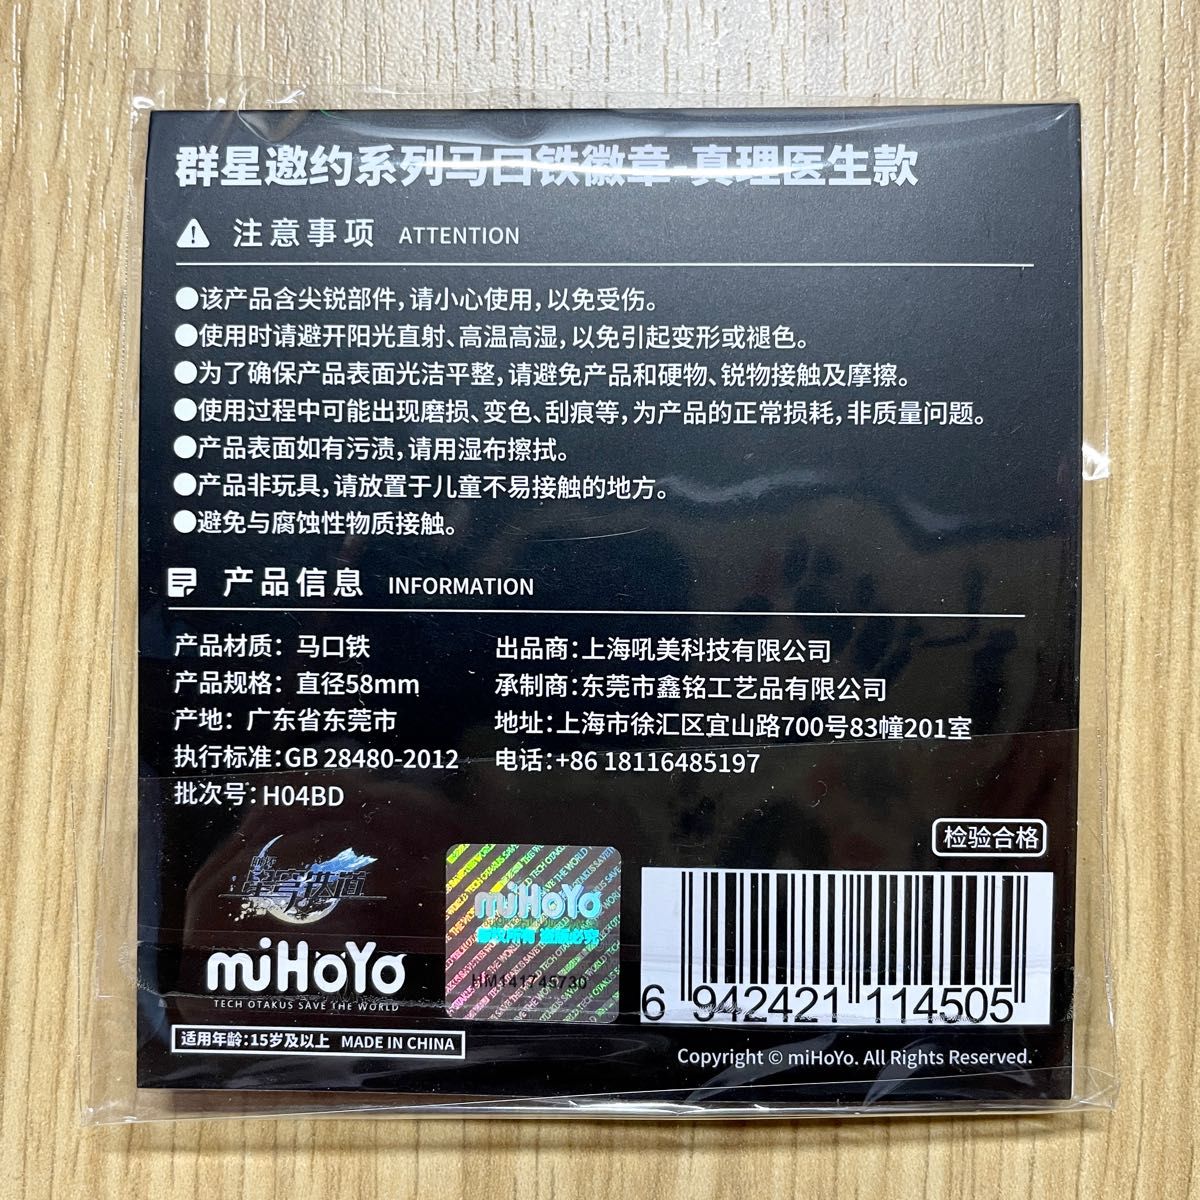 群星邀约系列马口铁徽章 真理医生款
注意事项 ATTENTION
●该产品含尖锐部件,请小心使用,以免受伤。
●使用时请避开阳光直射、高温高湿,以免引起变形或褪色。
●为了确保产品表面光洁平整,请避免产品和硬物、锐物接触及摩擦。
●使用过程中可能出现磨损、变色、刮痕等,为产品的正常损耗,非质量问题。
●产品表面如有污渍,请用湿布擦拭。
●产品非玩具,请放置于儿童不易接触的地方。
●避免与腐蚀性物质接触。
产品信息 INFORMATION
产品材质: 马口铁
产品规格: 直径58mm
产地: 广东省东莞市
执行标准:GB 28480-2012
批次号: H04BD
出品商:上海吼美科技有限公司
承制商:东莞市鑫铭工艺品有限公司
地址:上海市徐汇区宜山路700号83幢201室
电话:+86 18116485197
检验合格
崩坏
星穹铁道
miHoYo
TECH OTAKUS SAVE THE WORLD
miHoYo
版权所有 盗版必究
HM141745730
6 942421 114505
适用年龄:15岁及以上 MADE IN CHINA
Copyright © miHoYo. All Rights Reserved.